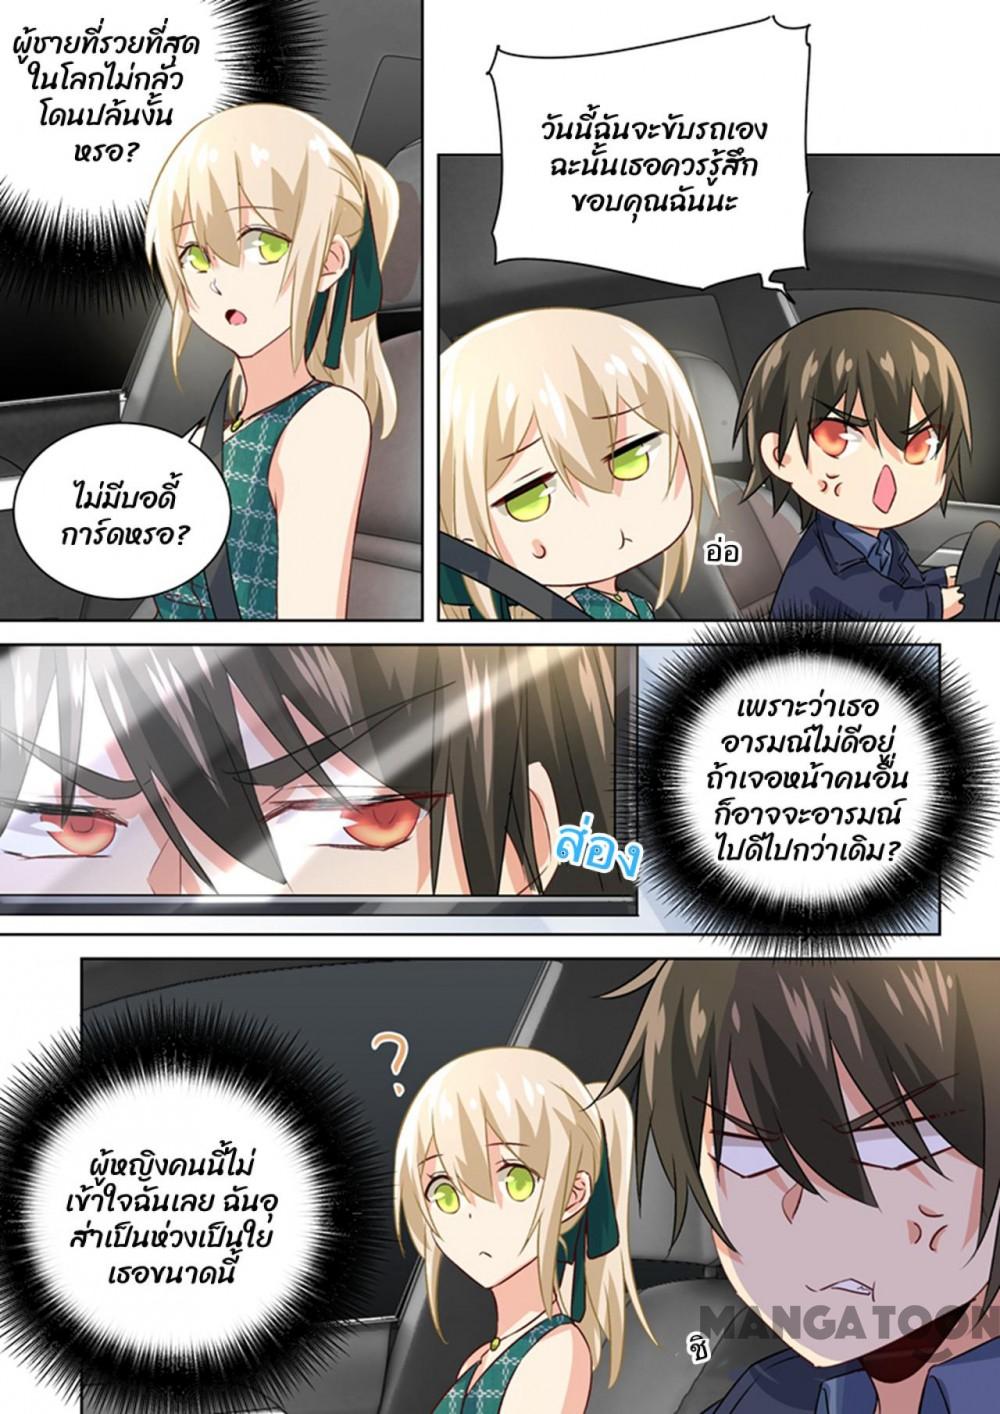 ผู้ชายที่รวยที่สุด
ในโลกไม่กลัว
โดนปล้นงั้น
หรอ?
ไม่มีบอดี้
การ์ดหรอ?
วันนี้ฉันจะขับรถเอง
ฉะนั้นเธอควรรู้สึก
ขอบคุณฉันนะ
อ่อ
เพราะว่าเธอ
อารมณ์ไม่ดีอยู่
ถ้าเจอหน้าคนอื่น
ก็อาจจะอารมณ์
ไปดีไปกว่าเดิม?
ส่อง
ผู้หญิงคนนี้ไม่
เข้าใจฉันเลย ฉันอุ
ส่าเป็นห่วงเป็นใย
เธอขนาดนี้
?
ชิ
MANGATOON